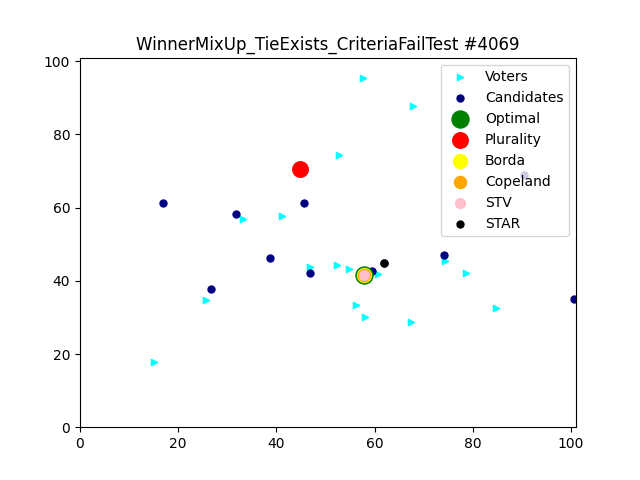 WinnerMixUp_TieExists_CriteriaFailTest #4069
100
80
60
40
20
0
0 20 40 60 80 100
Voters
Candidates
Optimal
Plurality
Borda
Copeland
STV
STAR